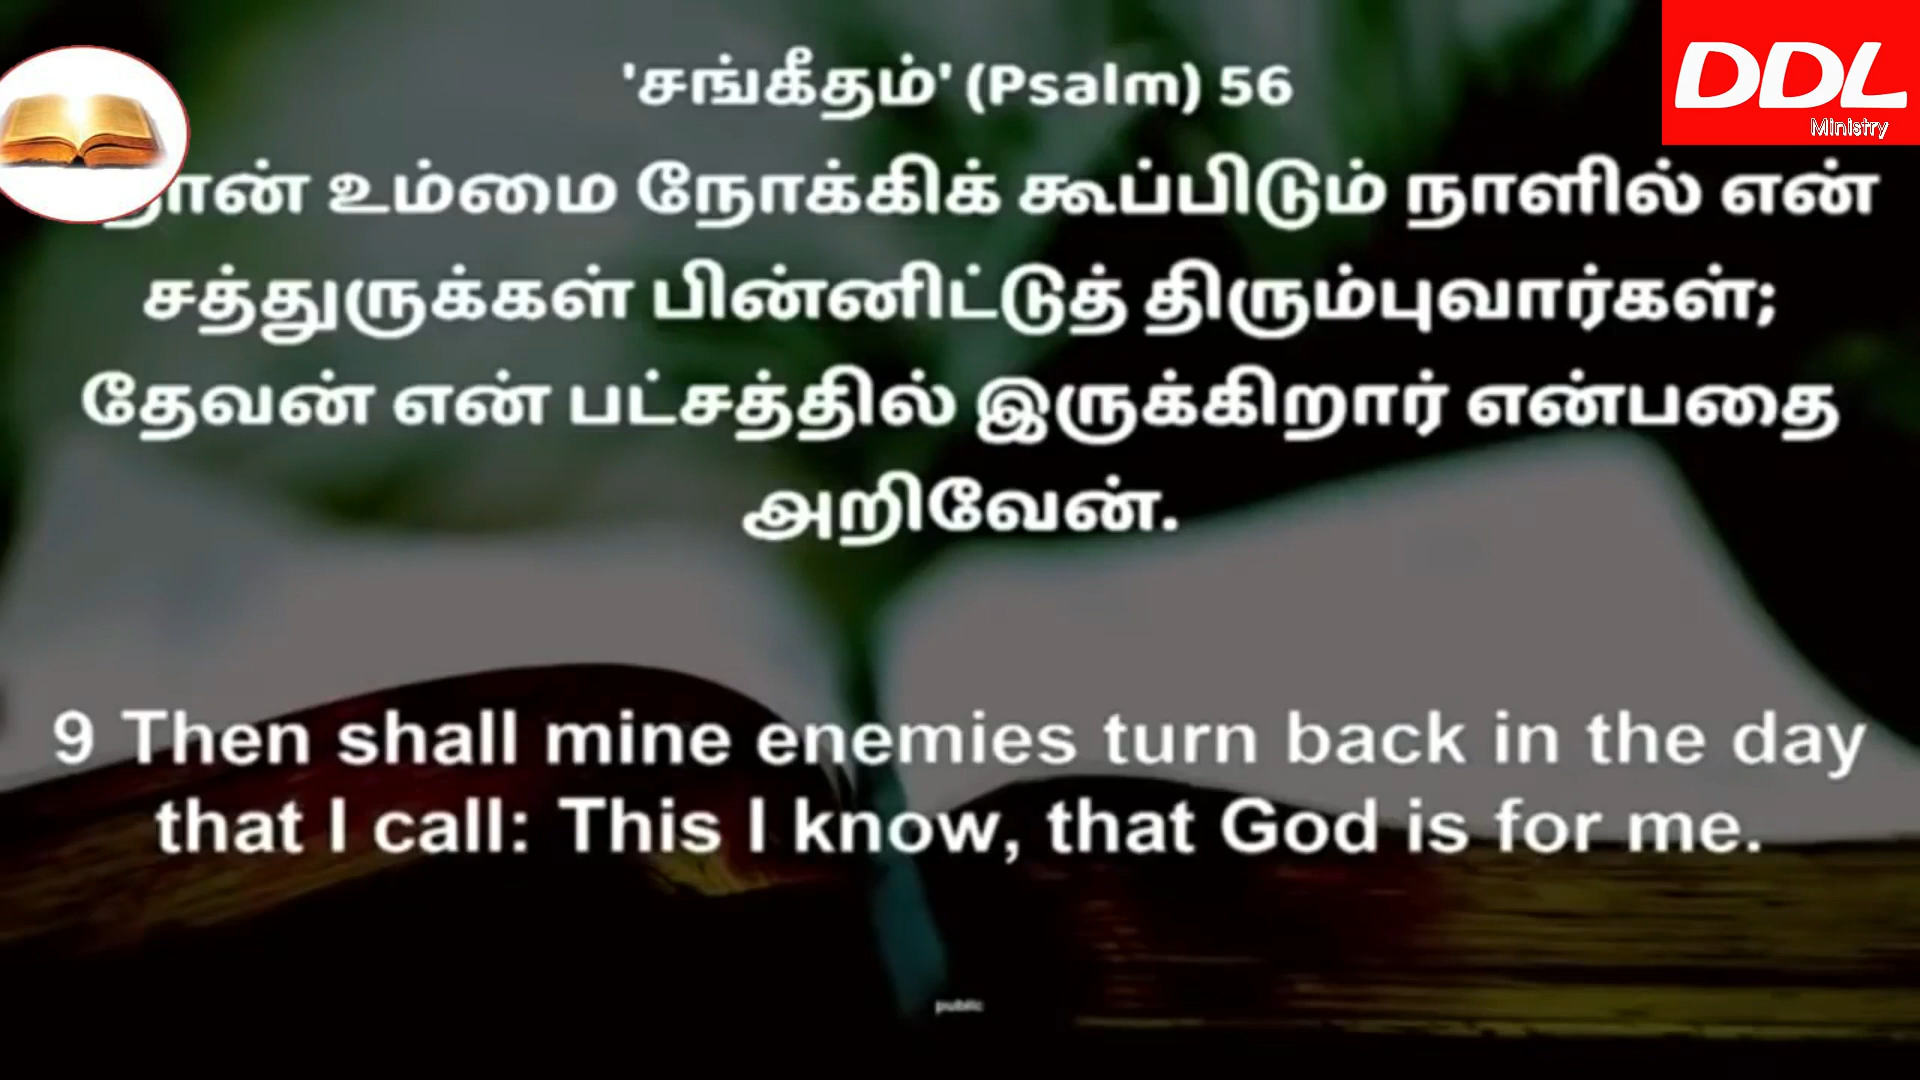 'சங்கீதம்' (Psalm) 56
DDL
Ministry
உம்மை நோக்கிக் கூப்பிடும் நாளில் என்
சத்துருக்கள் பின்னிட்டுத் திரும்புவார்கள்;
தேவன் என் பட்சத்தில் இருக்கிறார் என்பதை
அறிவேன்.
9 Then shall mine enemies turn back in the day
that I call: This I know, that God is for me.
public